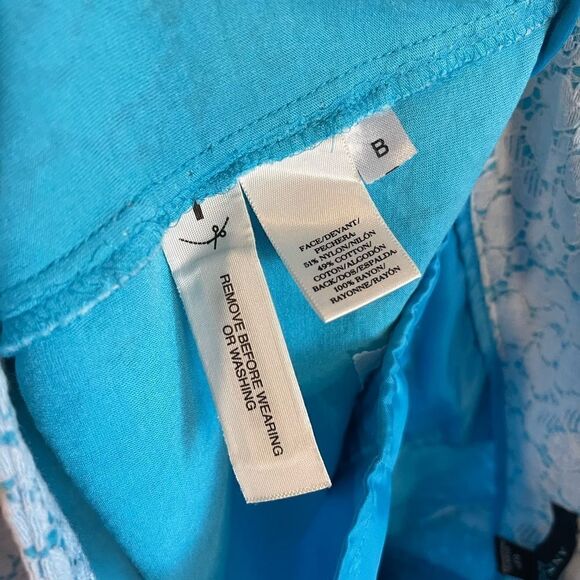 B
FACE/DEVANT/
PECHERA:
51% NYLON/NILÓN
49% COTTON/
COTON/ALGODÓN
BACK/DOS/ESPALDA:
100% RAYON/
RAYONNE/RAYÓN
REMOVE BEFORE WEARING
OR WASHING